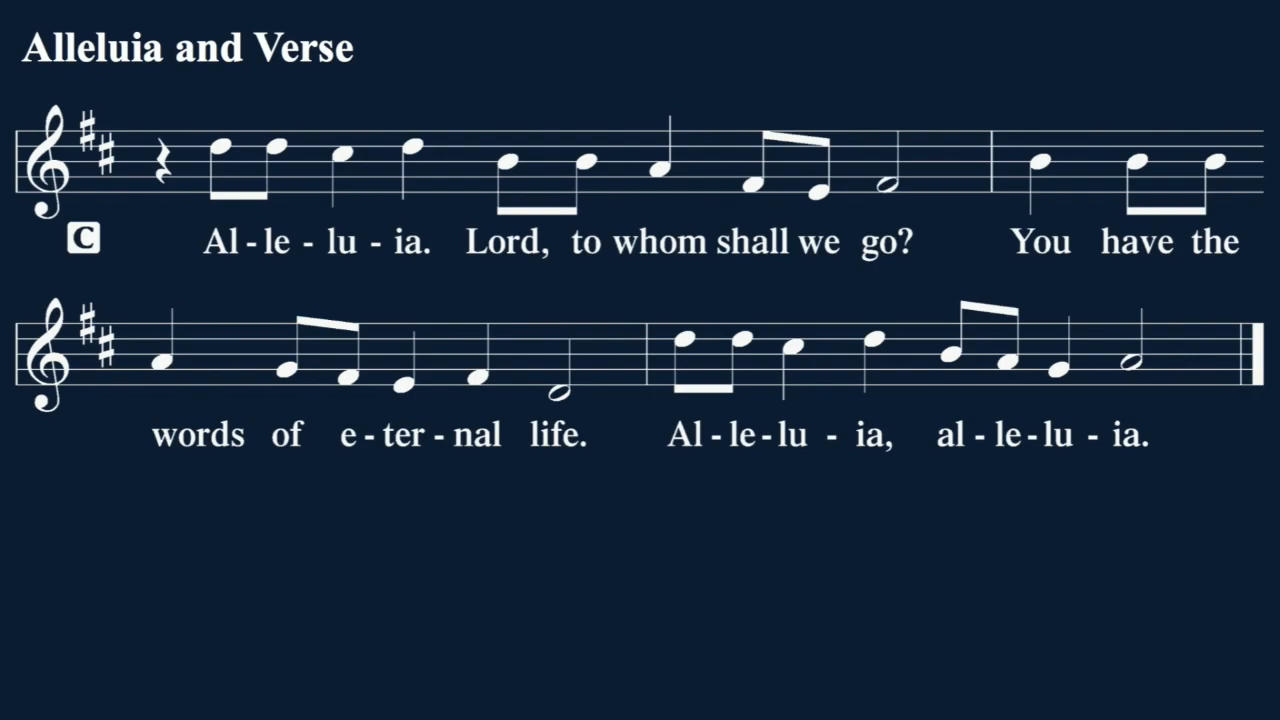 Alleluia and Verse
C Al - le - lu - ia. Lord, to whom shall we go? You have the
words of e - ter - nal life. Al - le - lu - ia, al - le - lu - ia.